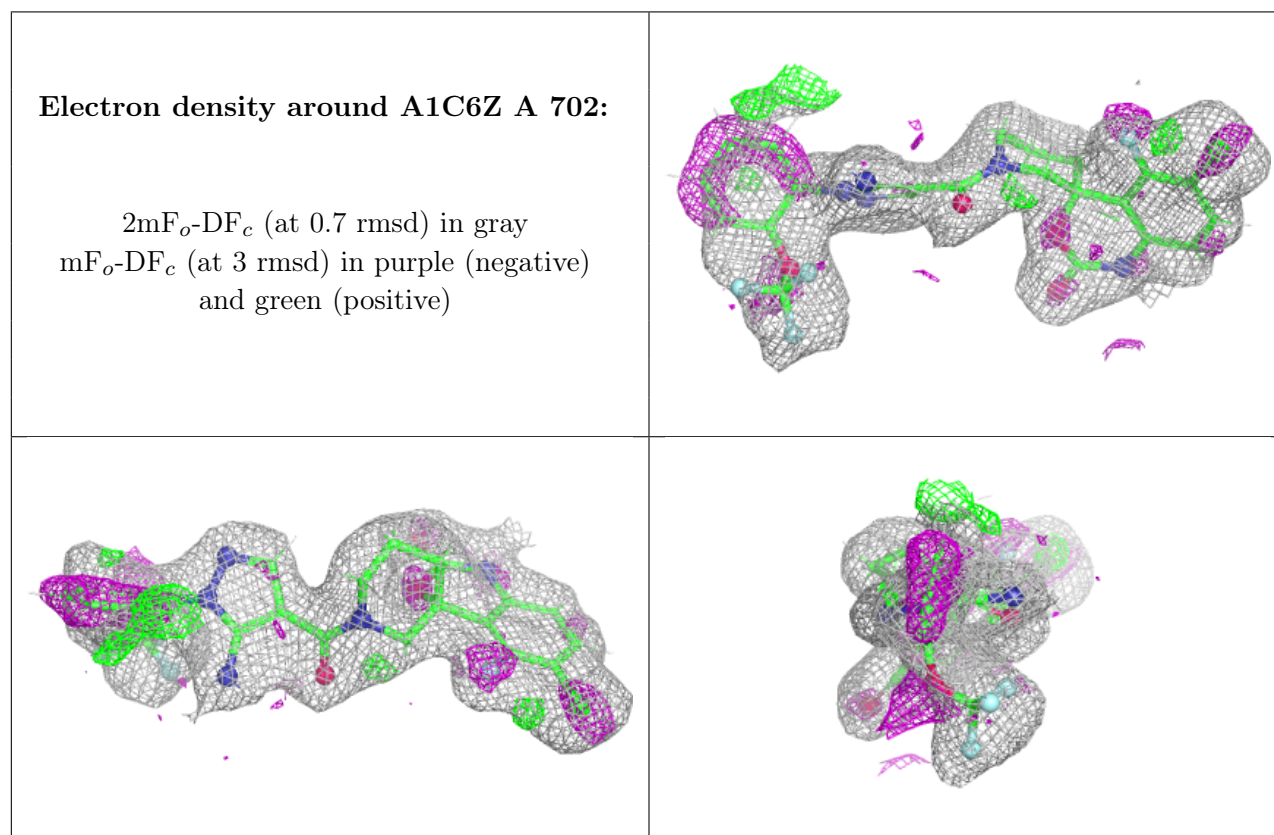 Electron density around A1C6Z A 702:
2mFo-DFc (at 0.7 rmsd) in gray
mFo-DFc (at 3 rmsd) in purple (negative)
and green (positive)